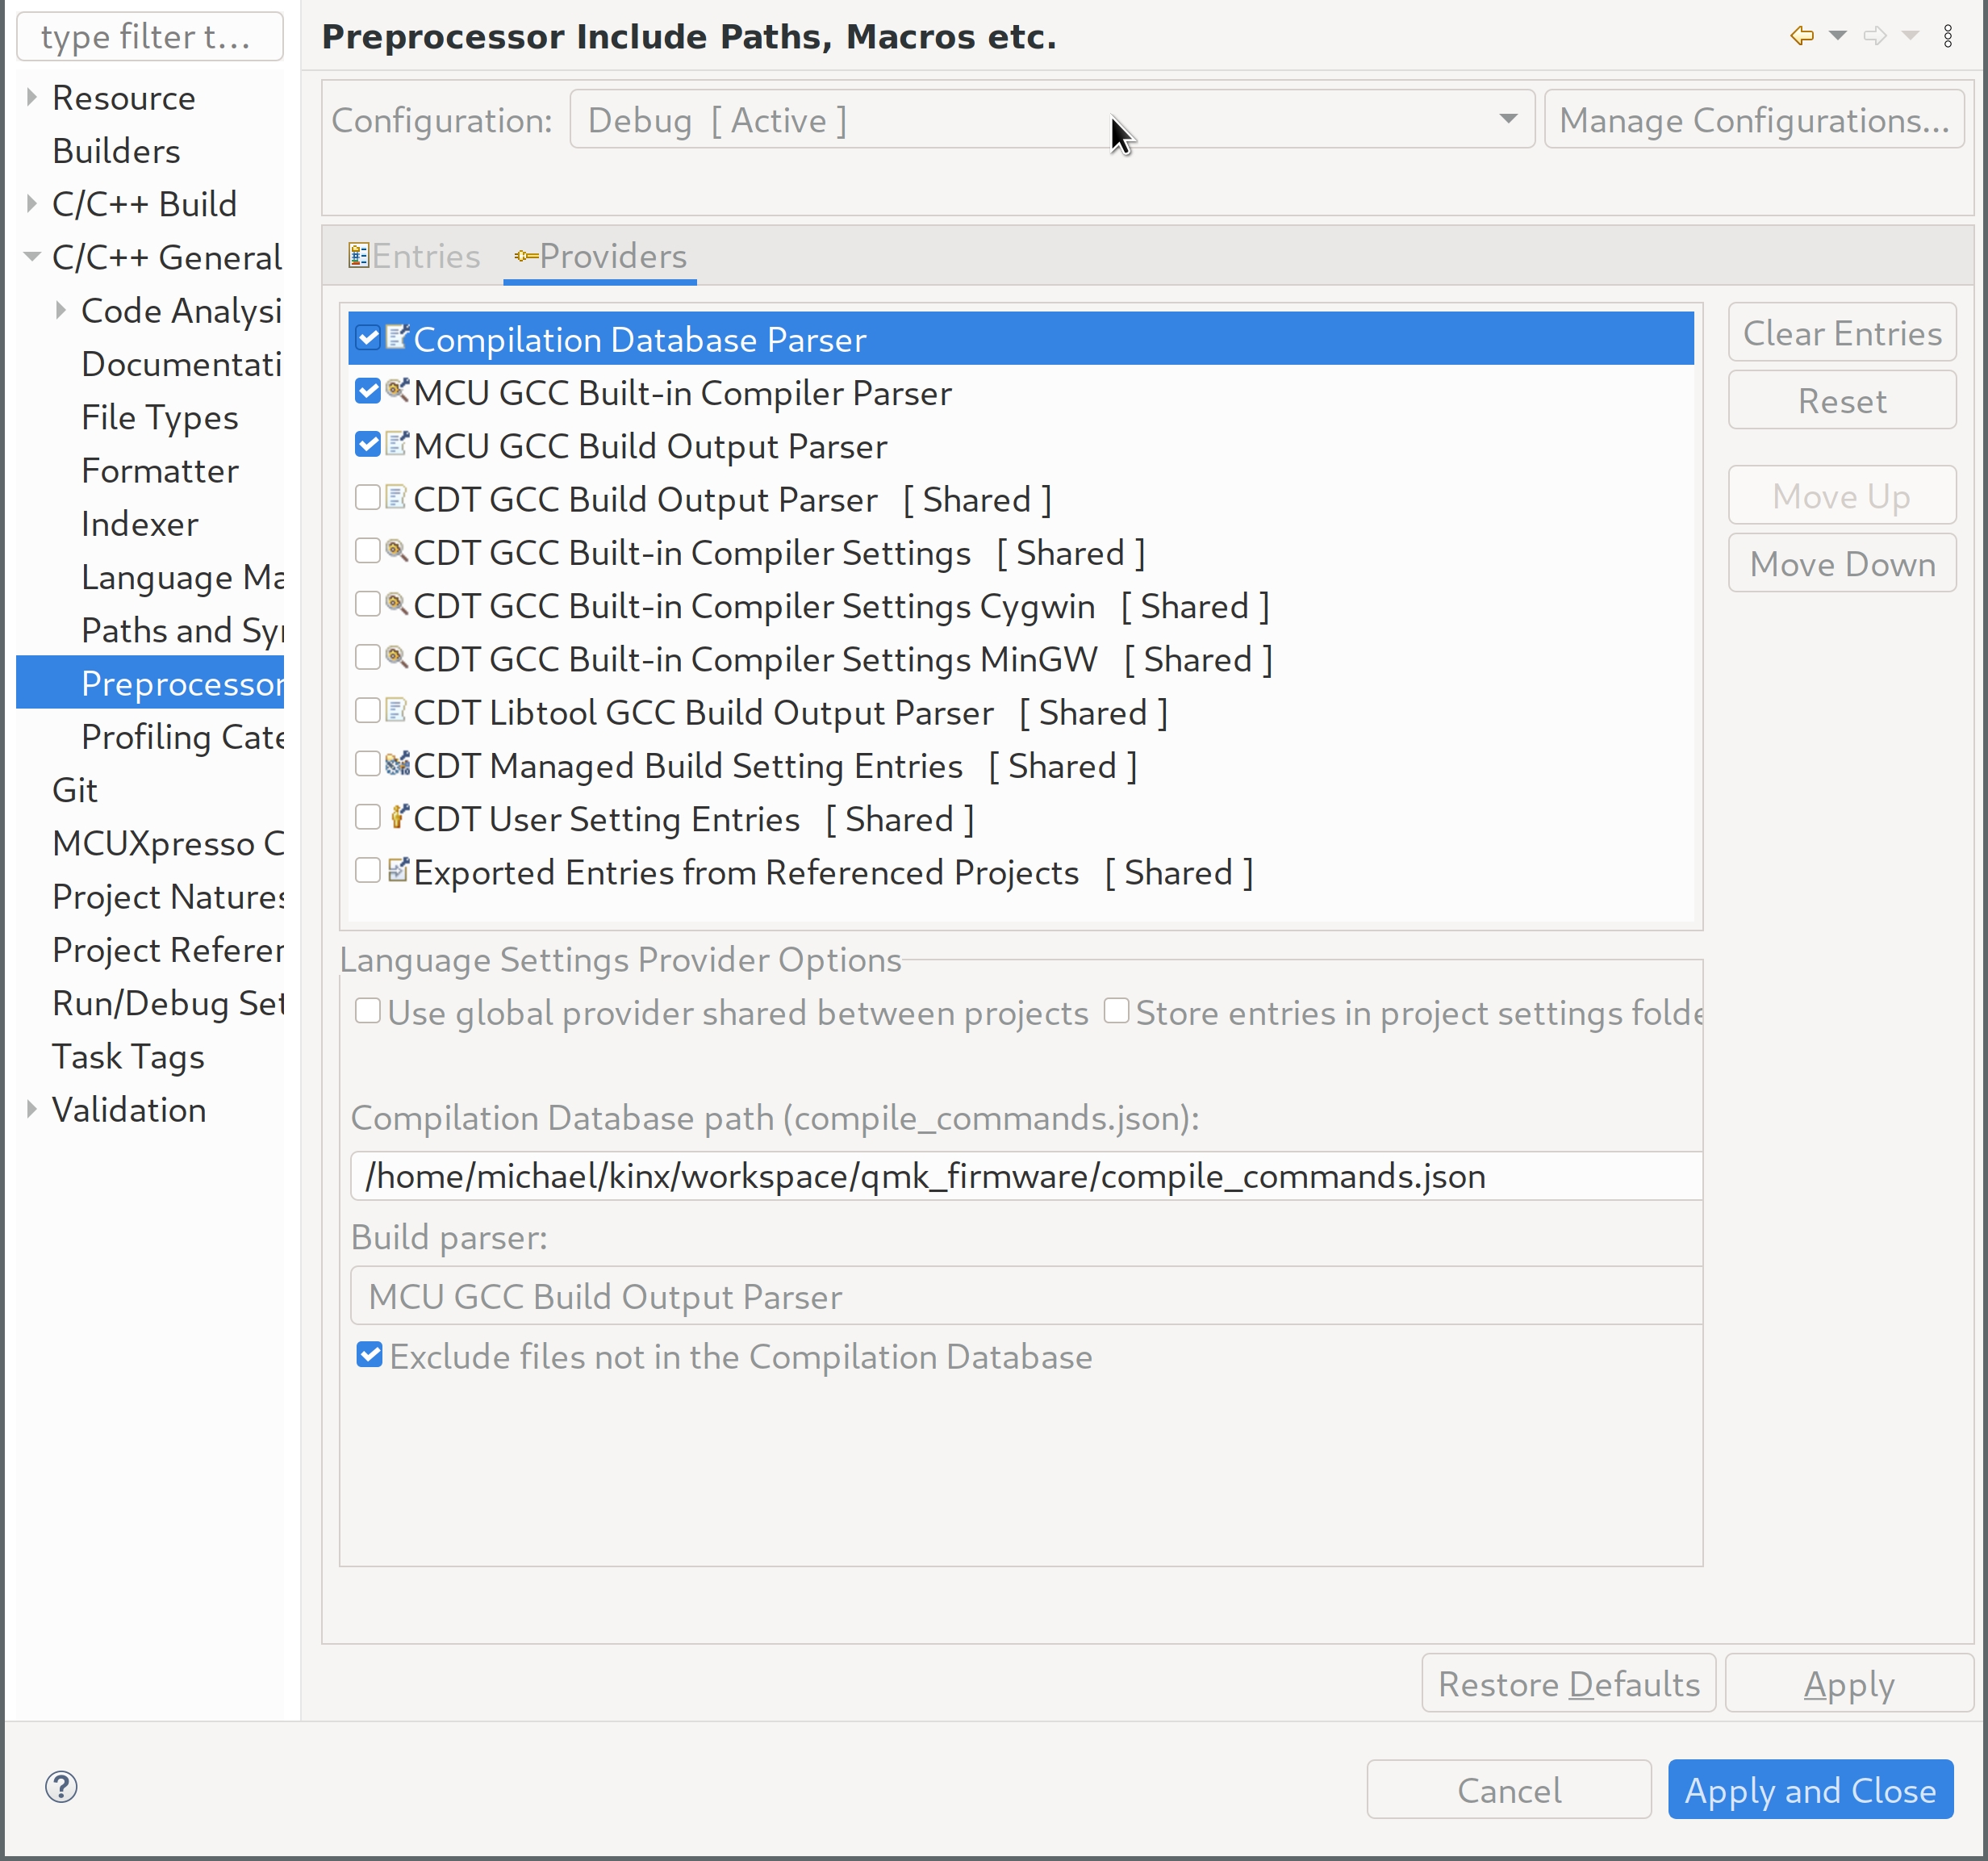 type filter t...
Resource
Builders
C/C++ Build
C/C++ General
Code Analysi
Documentati
File Types
Formatter
Indexer
Language Ma
Paths and Syn
Preprocessor
Profiling Cate
Git
MCUXpresso C
Project Natures
Project Referen
Run/Debug Set
Task Tags
Validation
Preprocessor Include Paths, Macros etc.
Configuration: Debug [ Active ] Manage Configurations...
Entries Providers
Compilation Database Parser
MCU GCC Built-in Compiler Parser
MCU GCC Build Output Parser
CDT GCC Build Output Parser [ Shared ]
CDT GCC Built-in Compiler Settings [ Shared ]
CDT GCC Built-in Compiler Settings Cygwin [ Shared ]
CDT GCC Built-in Compiler Settings MinGW [ Shared ]
CDT Libtool GCC Build Output Parser [ Shared ]
CDT Managed Build Setting Entries [ Shared ]
CDT User Setting Entries [ Shared ]
Exported Entries from Referenced Projects [ Shared ]
Clear Entries
Reset
Move Up
Move Down
Language Settings Provider Options
Use global provider shared between projects Store entries in project settings folde
Compilation Database path (compile_commands.json):
/home/michael/kinx/workspace/qmk_firmware/compile_commands.json
Build parser:
MCU GCC Build Output Parser
Exclude files not in the Compilation Database
Restore Defaults Apply
? Cancel Apply and Close